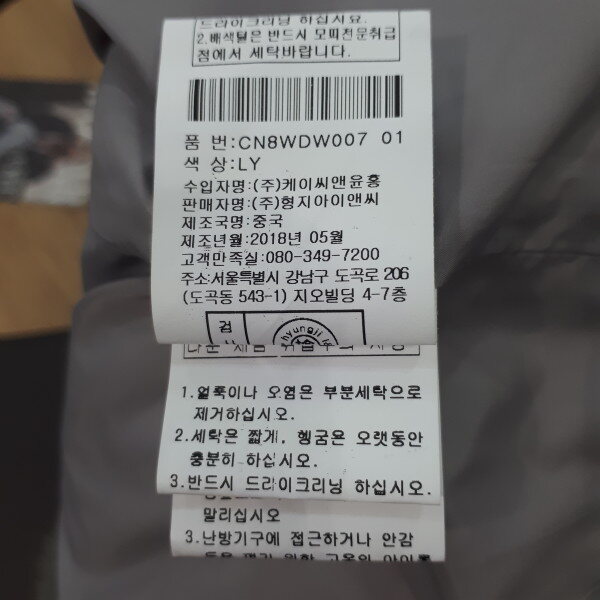 드라이크리닝 하십시요.
2.배색털은 반드시 모피전문취급
점에서 세탁바랍니다.
품 번:CN8WDW007 01
색 상:LY
수입자명:(주)케이씨앤윤홍
판매자명:(주)형지아이앤씨
제조국명:중국
제조년월:2018년 05월
고객만족실:080-349-7200
주소:서울특별시 강남구 도곡로 206
(도곡동 543-1) 지오빌딩 4-7층
검
hyungji
1.얼룩이나 오염은 부분세탁으로
제거하십시오.
2.세탁은 짧게, 헹굼은 오랫동안
충분히 하십시오.
3.반드시 드라이크리닝 하십시오.
말리십시오
3.난방기구에 접근하거나 안감